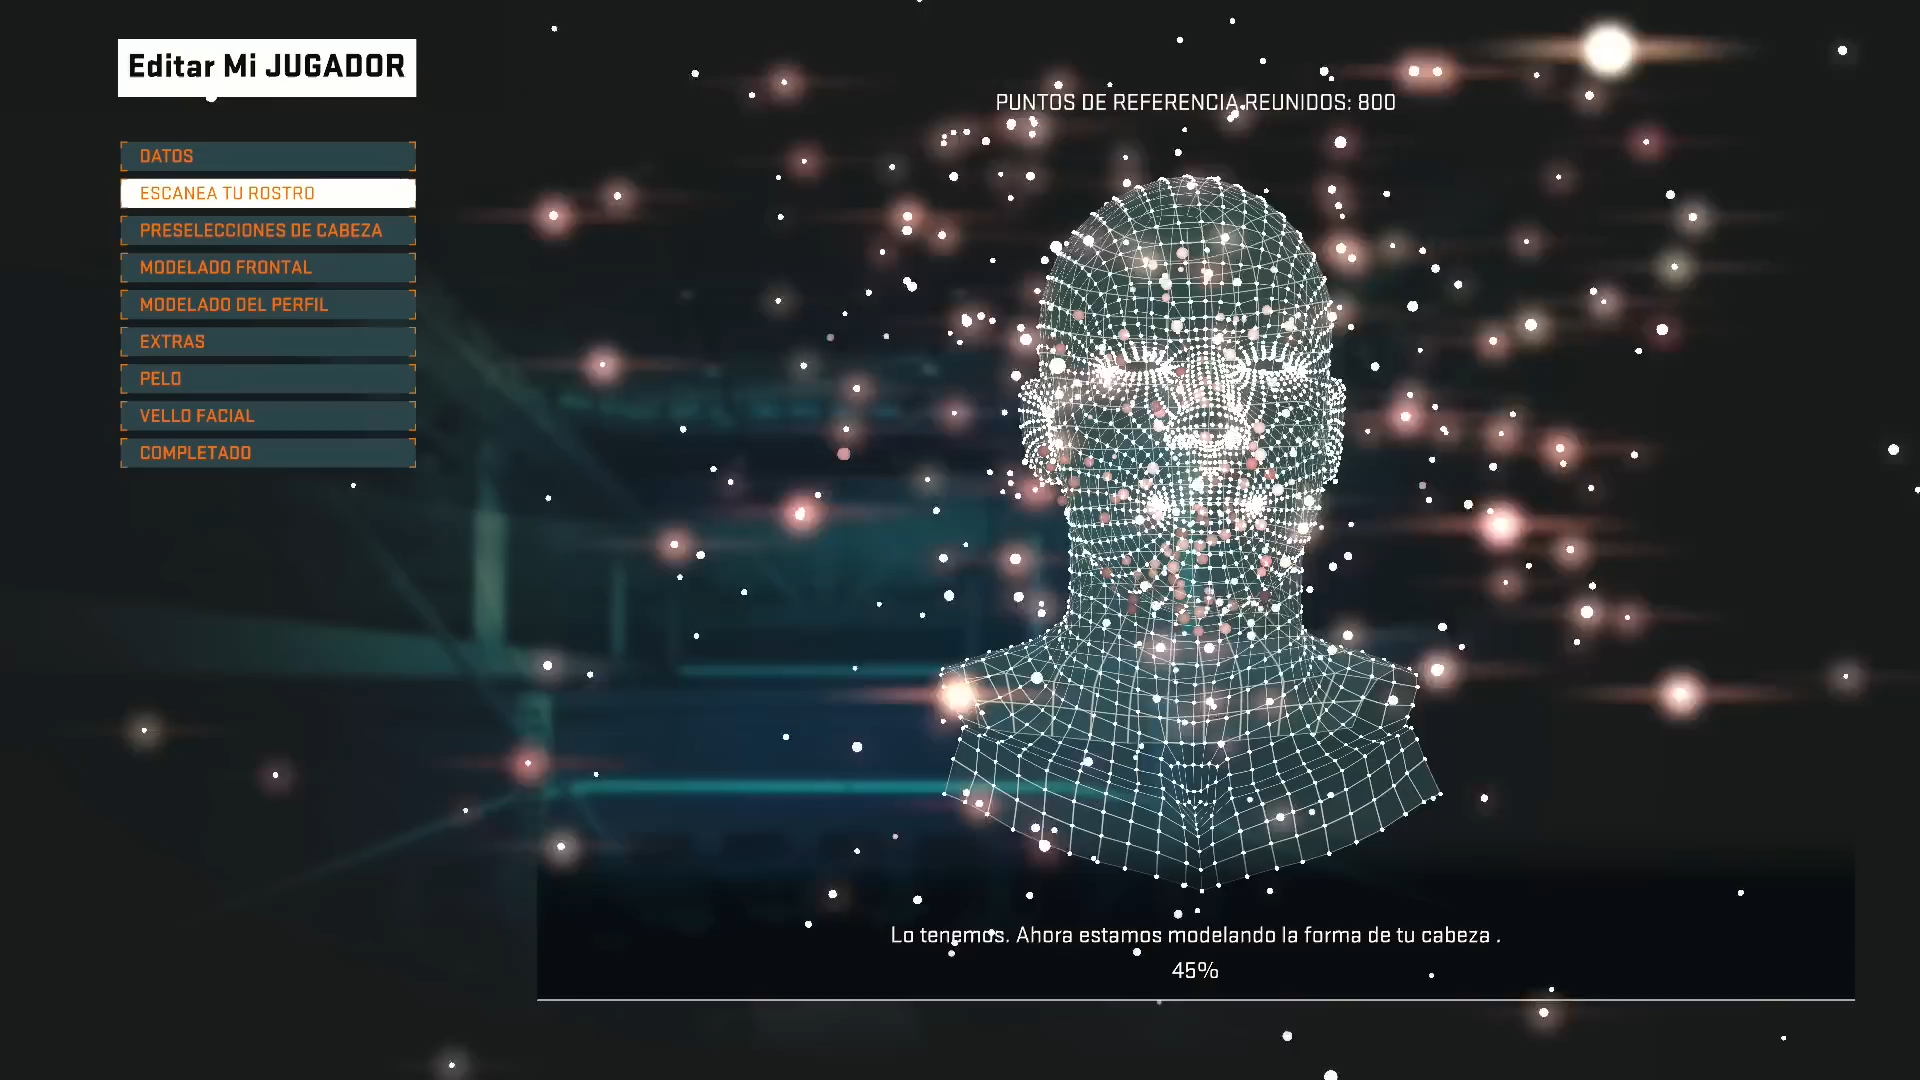 Editar Mi JUGADOR
DATOS
ESCANEA TU ROSTRO
PRESELECCIONES DE CABEZA
MODELADO FRONTAL
MODELADO DEL PERFIL
EXTRAS
PELO
VELLO FACIAL
COMPLETADO
PUNTOS DE REFERENCIA REUNIDOS: 800
Lo tenemos. Ahora estamos modelando la forma de tu cabeza .
45%